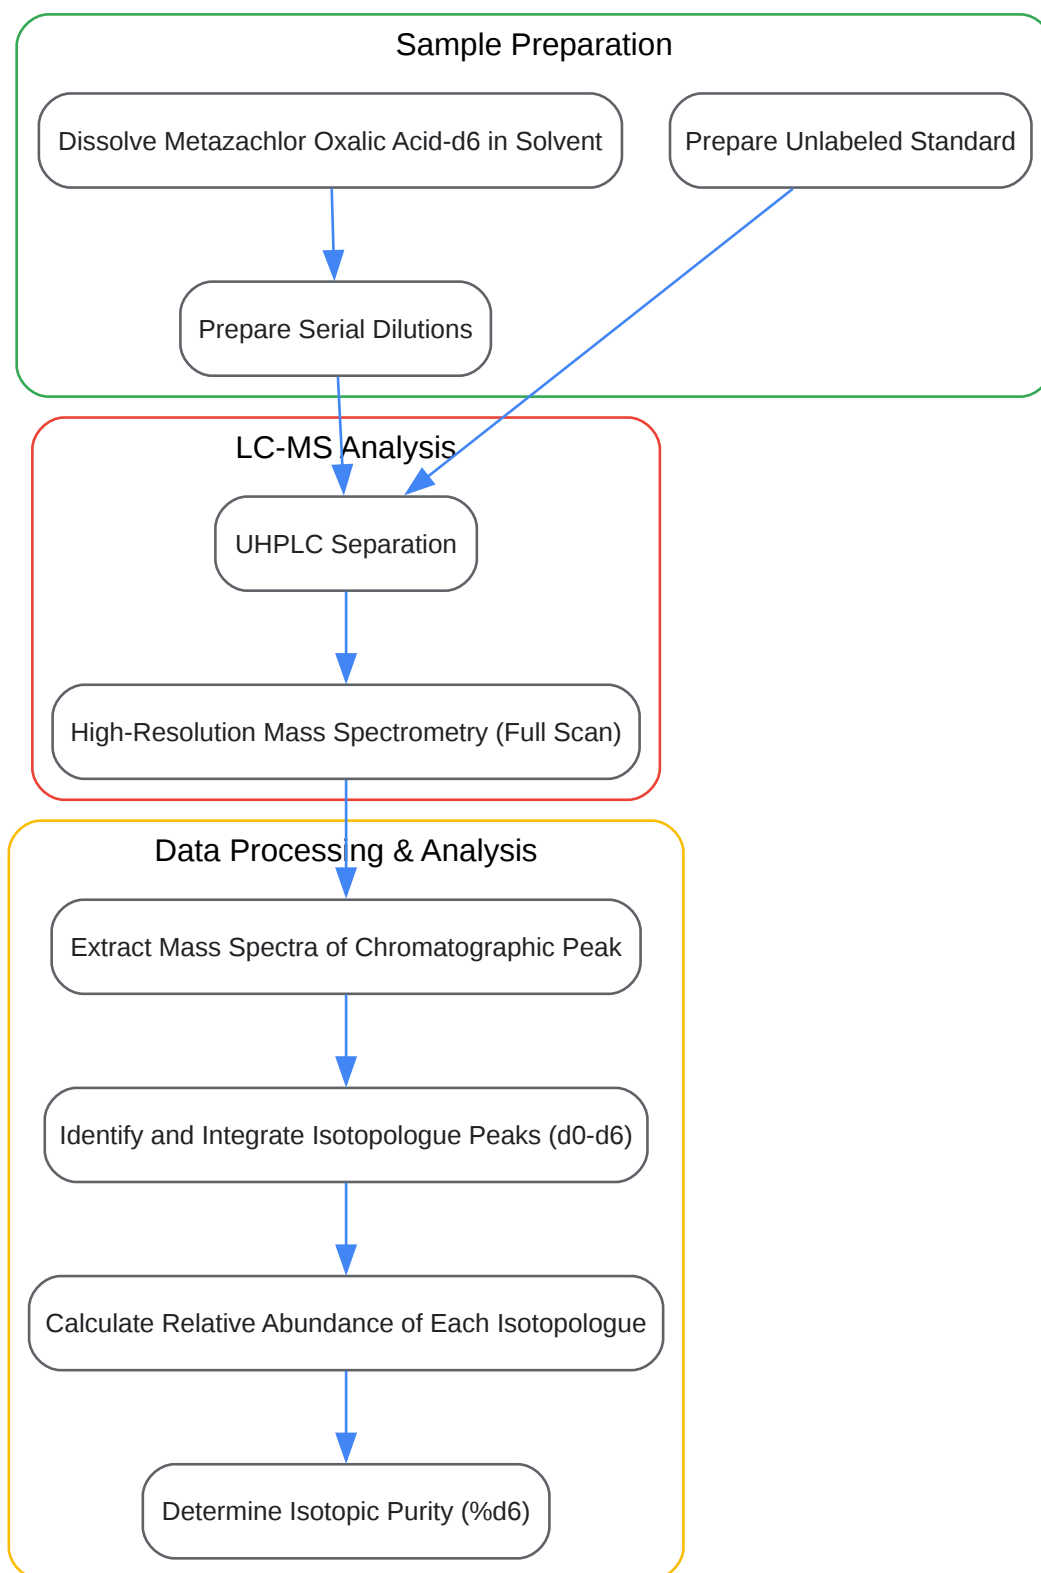 Sample Preparation
Dissolve Metazachlor Oxalic Acid-d6 in Solvent
Prepare Unlabeled Standard
Prepare Serial Dilutions
LC-MS Analysis
UHPLC Separation
High-Resolution Mass Spectrometry (Full Scan)
Data Processing & Analysis
Extract Mass Spectra of Chromatographic Peak
Identify and Integrate Isotopologue Peaks (d0-d6)
Calculate Relative Abundance of Each Isotopologue
Determine Isotopic Purity (%d6)